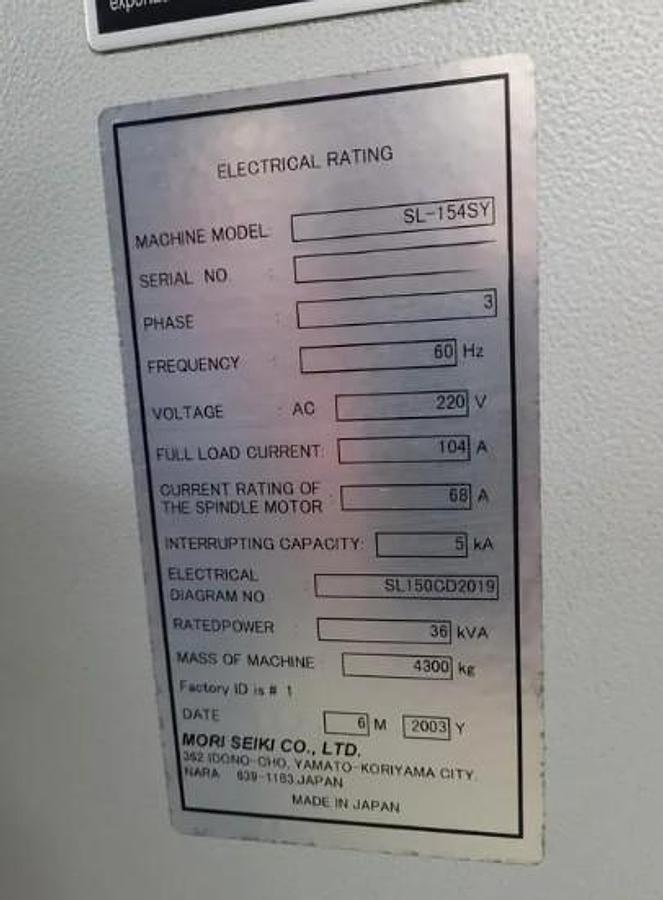 ELECTRICAL RATING
MACHINE MODEL: SL-154SY
SERIAL NO :
PHASE : 3
FREQUENCY : 60 Hz
VOLTAGE : AC 220 V
FULL LOAD CURRENT: 104 A
CURRENT RATING OF
THE SPINDLE MOTOR : 68 A
INTERRUPTING CAPACITY: 5 kA
ELECTRICAL
DIAGRAM NO : SL150CD2019
RATEDPOWER : 36 kVA
MASS OF MACHINE : 4300 kg
Factory ID is # 1
DATE 6 M 2003 Y
MORI SEIKI CO., LTD.
362 IDONO-CHO, YAMATO-KORIYAMA CITY.
NARA 639-1183 JAPAN
MADE IN JAPAN